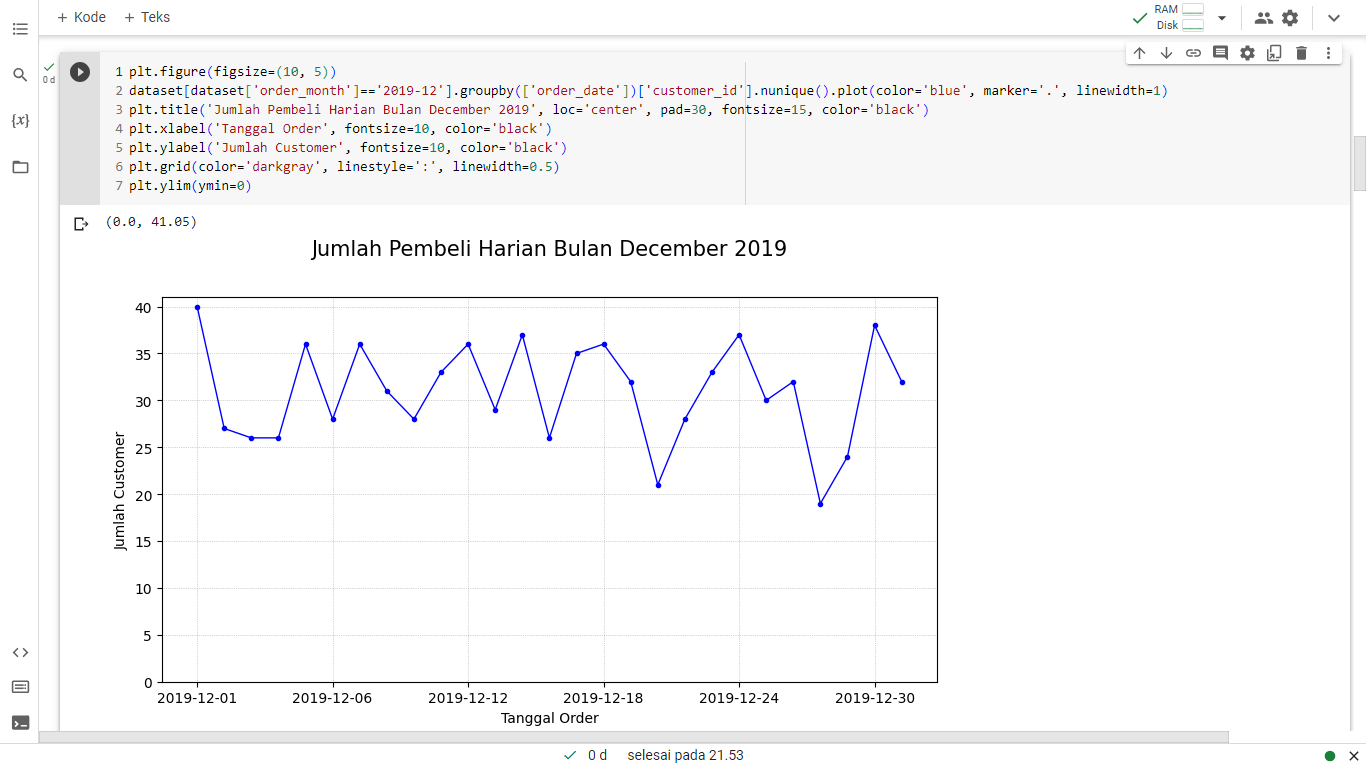 + Kode + Teks
RAM
Disk
0 d
1 plt.figure(figsize=(10, 5))
2 dataset[dataset['order_month']=='2019-12'].groupby(['order_date'])['customer_id'].nunique().plot(color='blue', marker='.', linewidth=1)
3 plt.title('Jumlah Pembeli Harian Bulan December 2019', loc='center', pad=30, fontsize=15, color='black')
4 plt.xlabel('Tanggal Order', fontsize=10, color='black')
5 plt.ylabel('Jumlah Customer', fontsize=10, color='black')
6 plt.grid(color='darkgray', linestyle=':', linewidth=0.5)
7 plt.ylim(ymin=0)
{x}
(0.0, 41.05)
Jumlah Pembeli Harian Bulan December 2019
40
35
30
25
20
15
10
5
0
Jumlah Customer
2019-12-01 2019-12-06 2019-12-12 2019-12-18 2019-12-24 2019-12-30
Tanggal Order
0 d selesai pada 21.53